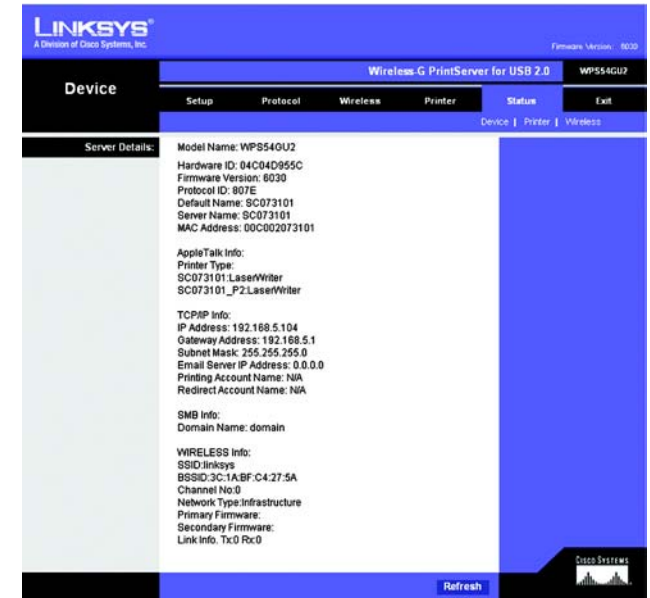 LINKSYS®
A Division of Cisco Systems, Inc.
Firmware Version: 6030
Wireless-G PrintServer for USB 2.0 WPS54GU2
Device
Setup Protocol Wireless Printer Status Exit
Device | Printer | Wireless
Server Details:
Model Name: WPS54GU2
Hardware ID: 04C04D955C
Firmware Version: 6030
Protocol ID: 807E
Default Name: SC073101
Server Name: SC073101
MAC Address: 00C002073101
AppleTalk Info:
Printer Type:
SC073101:LaserWriter
SC073101_P2:LaserWriter
TCP/IP Info:
IP Address: 192.168.5.104
Gateway Address: 192.168.5.1
Subnet Mask: 255.255.255.0
Email Server IP Address: 0.0.0.0
Printing Account Name: N/A
Redirect Account Name: N/A
SMB Info:
Domain Name: domain
WIRELESS Info:
SSID:linksys
BSSID:3C:1A:BF:C4:27:5A
Channel No:0
Network Type:Infrastructure
Primary Firmware:
Secondary Firmware:
Link Info. Tx:0 Rx:0
Refresh
CISCO SYSTEMS